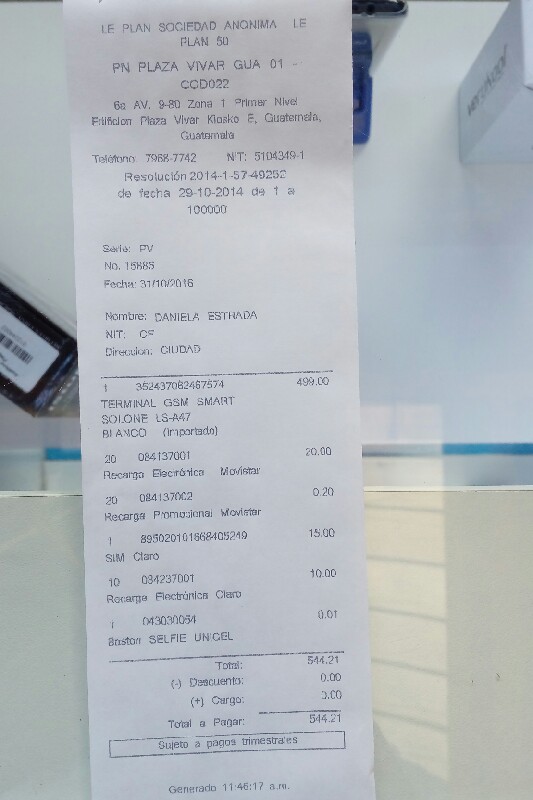 LE PLAN SOCIEDAD ANONIMA LE
PLAN 50
PN PLAZA VIVAR GUA 01 -
COD022
6a AV. 9-80 Zona 1 Primer Nivel
Edificion Plaza Vivar Kiosko E, Guatemala,
Guatemala
Teléfono: 7968-7742 NIT: 5104349-1
Resolución 2014-1-57-49252
de fecha 29-10-2014 de 1 a
100000
Serie: PV
No. 15885
Fecha: 31/10/2016
Nombre: DANIELA ESTRADA
NIT: CF
Direccion: CIUDAD
1 352437082467574 499.00
TERMINAL GSM SMART
SOLONE LS-A47
BLANCO (Importado)
20 084137001 20.00
Recarga Electrónica Movistar
20 084137002 0.20
Recarga Promocional Movistar
1 895020101668405249 15.00
SIM Claro
10 084237001 10.00
Recarga Electrónica Claro
1 043030054 0.01
Baston SELFIE UNICEL
Total: 544.21
(-) Descuento: 0.00
(+) Cargo: 0.00
Total a Pagar: 544.21
Sujeto a pagos trimestrales
Generado 11:46:17 a.m.
verykool